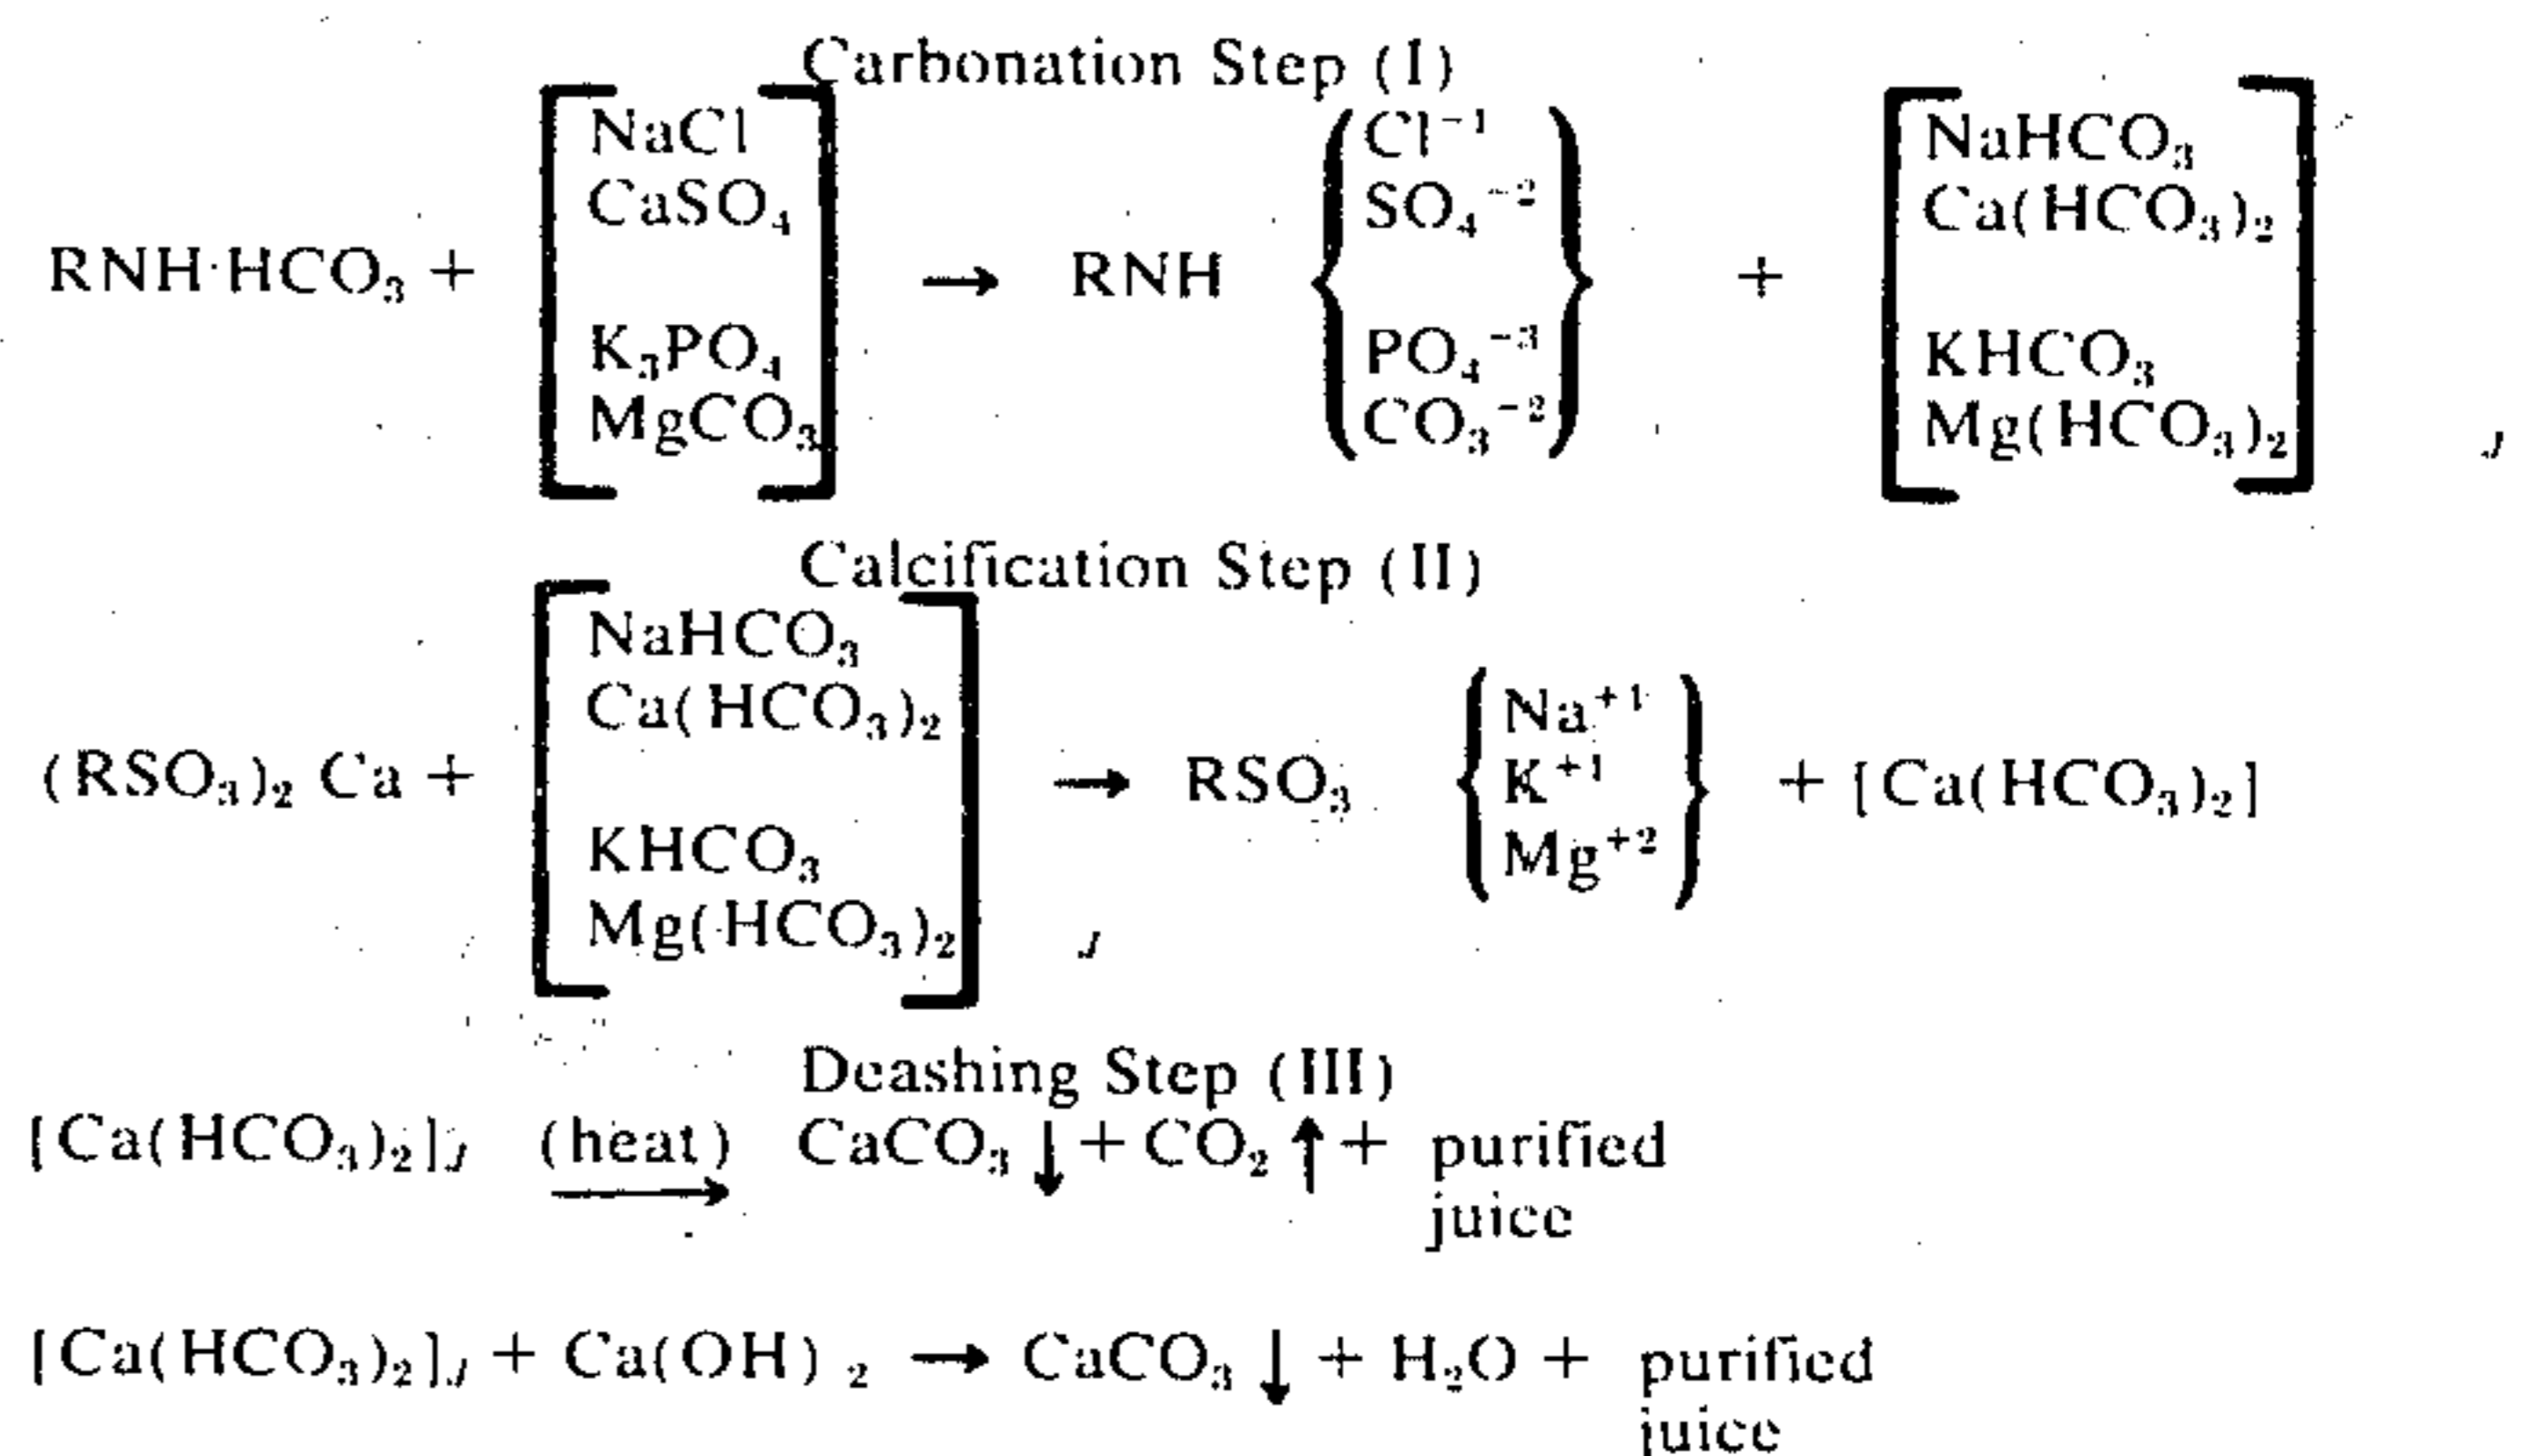 Carbonation Step (I)
NaCl
CaSO₄
RNH·HCO₃ +
K₃PO₄
MgCO₃
→ RNH
Cl⁻¹
SO₄⁻²
PO₄⁻³
CO₃⁻²
+
NaHCO₃
Ca(HCO₃)₂
KHCO₃
Mg(HCO₃)₂
J
Calcification Step (II)
(RSO₃)₂ Ca +
NaHCO₃
Ca(HCO₃)₂
KHCO₃
Mg(HCO₃)₂
J
→ RSO₃
Na⁺¹
K⁺¹
Mg⁺²
+ [Ca(HCO₃)₂]
Deashing Step (III)
[Ca(HCO₃)₂]J (heat) → CaCO₃ ↓ + CO₂ ↑ + purified
juice
[Ca(HCO₃)₂]J + Ca(OH) ₂ → CaCO₃ ↓ + H₂O + purified
juice